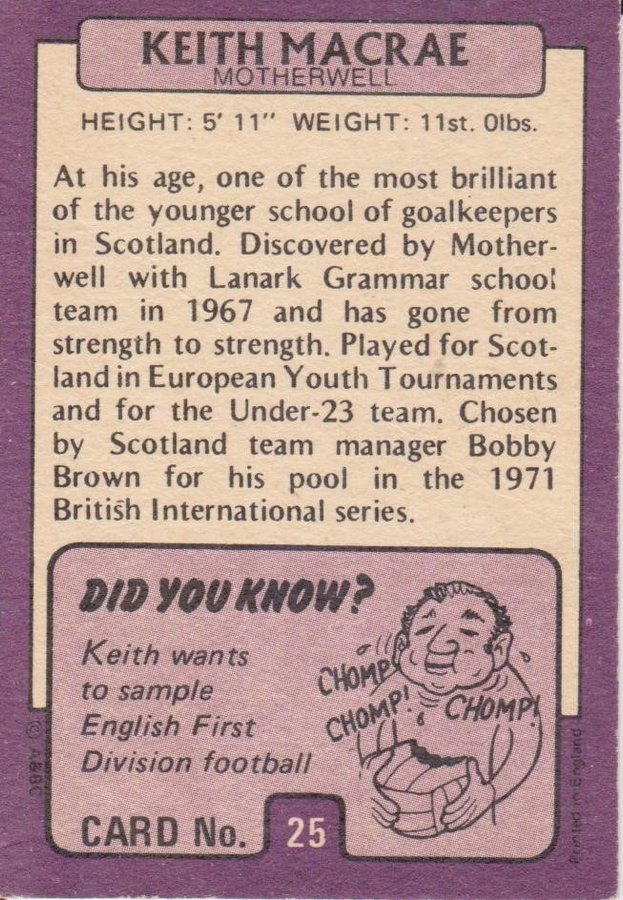 KEITH MACRAE
MOTHERWELL
HEIGHT: 5' 11" WEIGHT: 11st. 0lbs.
At his age, one of the most brilliant
of the younger school of goalkeepers
in Scotland. Discovered by Mother-
well with Lanark Grammar school
team in 1967 and has gone from
strength to strength. Played for Scot-
land in European Youth Tournaments
and for the Under-23 team. Chosen
by Scotland team manager Bobby
Brown for his pool in the 1971
British International series.
DID YOU KNOW?
Keith wants
to sample
English First
Division football
CHOMP!
CHOMP!
CHOMP!
CARD No. 25
© A&BC
Printed in England